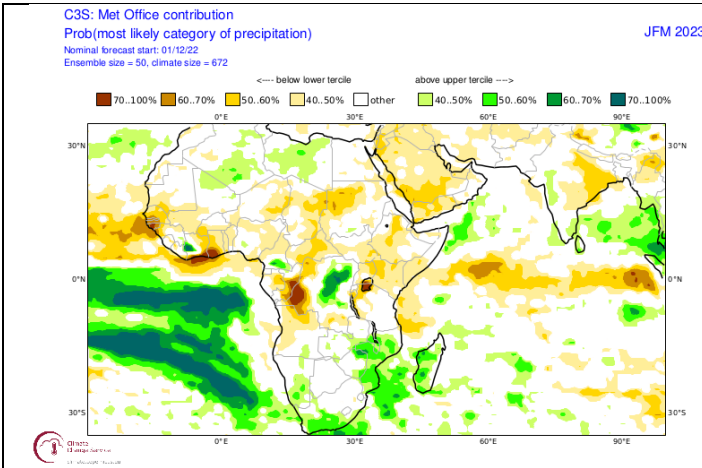 C3S: Met Office contribution
Prob(most likely category of precipitation)
JFM 2023
Nominal forecast start: 01/12/22
Ensemble size = 50, climate size = 672
<---- below lower tercile
above upper tercile ---->
70..100%
60..70%
50..60%
40..50%
other
40..50%
50..60%
60..70%
70..100%
0°E
30°E
60°E
90°E
30°N
30°N
0°N
0°N
30°S
30°S
0°E
30°E
60°E
90°E
Climate
Change Service